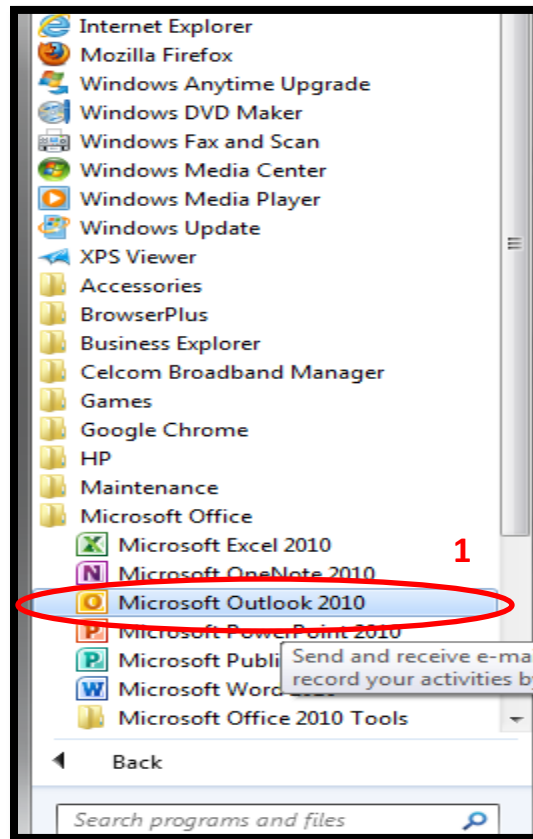 Internet Explorer
Mozilla Firefox
Windows Anytime Upgrade
Windows DVD Maker
Windows Fax and Scan
Windows Media Center
Windows Media Player
Windows Update
XPS Viewer
Accessories
BrowserPlus
Business Explorer
Celcom Broadband Manager
Games
Google Chrome
HP
Maintenance
Microsoft Office
Microsoft Excel 2010
1
Microsoft OneNote 2010
Microsoft Outlook 2010
Microsoft PowerPoint 2010
Microsoft Publi
Send and receive e-ma
record your activities b
Microsoft Word
Microsoft Office 2010 Tools
Back
Search programs and files